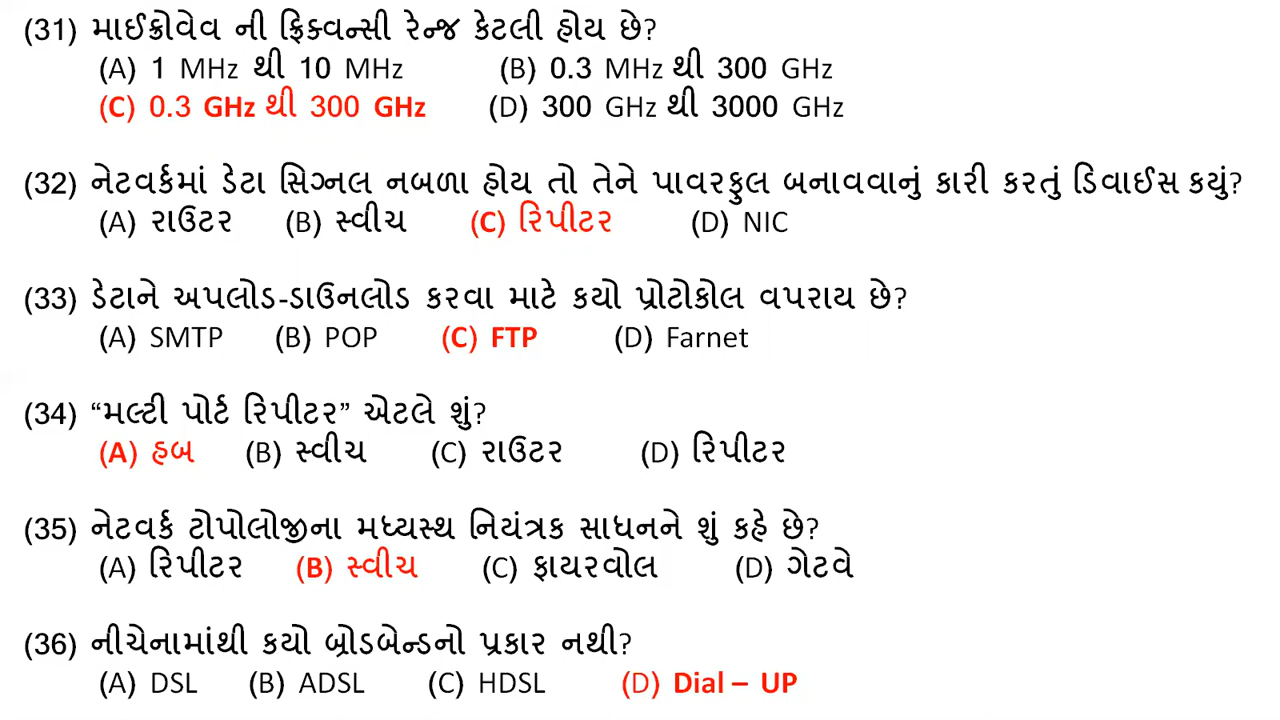 (31) માઈક્રોવેવ ની ફ્રિક્વન્સી રેન્જ કેટલી હોય છે?
(A) 1 MHz થી 10 MHz (B) 0.3 MHz થી 300 GHz
(C) 0.3 GHz થી 300 GHz (D) 300 GHz થી 3000 GHz
(32) નેટવર્કમાં ડેટા સિગ્નલ નબળા હોય તો તેને પાવરફુલ બનાવવાનું કારી કરતું ડિવાઈસ કયું?
(A) રાઉટર (B) સ્વીચ (C) રિપીટર (D) NIC
(33) ડેટાને અપલોડ-ડાઉનલોડ કરવા માટે કયો પ્રોટોકોલ વપરાય છે?
(A) SMTP (B) POP (C) FTP (D) Farnet
(34) “મલ્ટી પોર્ટ રિપીટર” એટલે શું?
(A) હબ (B) સ્વીચ (C) રાઉટર (D) રિપીટર
(35) નેટવર્ક ટોપોલોજીના મધ્યસ્થ નિયંત્રક સાધનને શું કહે છે?
(A) રિપીટર (B) સ્વીચ (C) ફાયરવોલ (D) ગેટવે
(36) નીચેનામાંથી કયો બ્રોડબેન્ડનો પ્રકાર નથી?
(A) DSL (B) ADSL (C) HDSL (D) Dial – UP